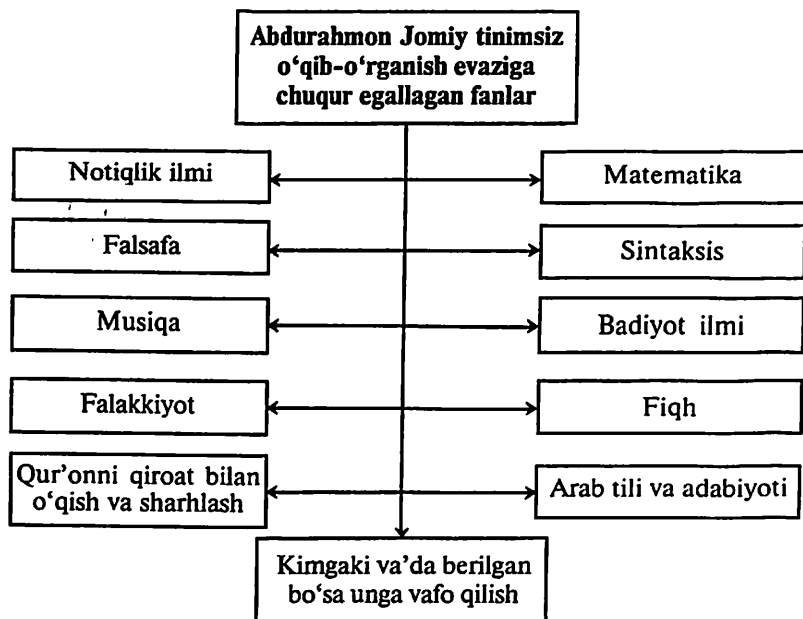 Abdurahmon Jomiy tinimsiz
o‘qib-o‘rganish evaziga
chuqur egallagan fanlar
Notiqlik ilmi
Matematika
Falsafa
Sintaksis
Musiqa
Badiyot ilmi
Falakkiyot
Fiqh
Qur’onni qiroat bilan
o‘qish va sharhlash
Arab tili va adabiyoti
Kimgaki va’da berilgan
bo‘sa unga vafo qilish